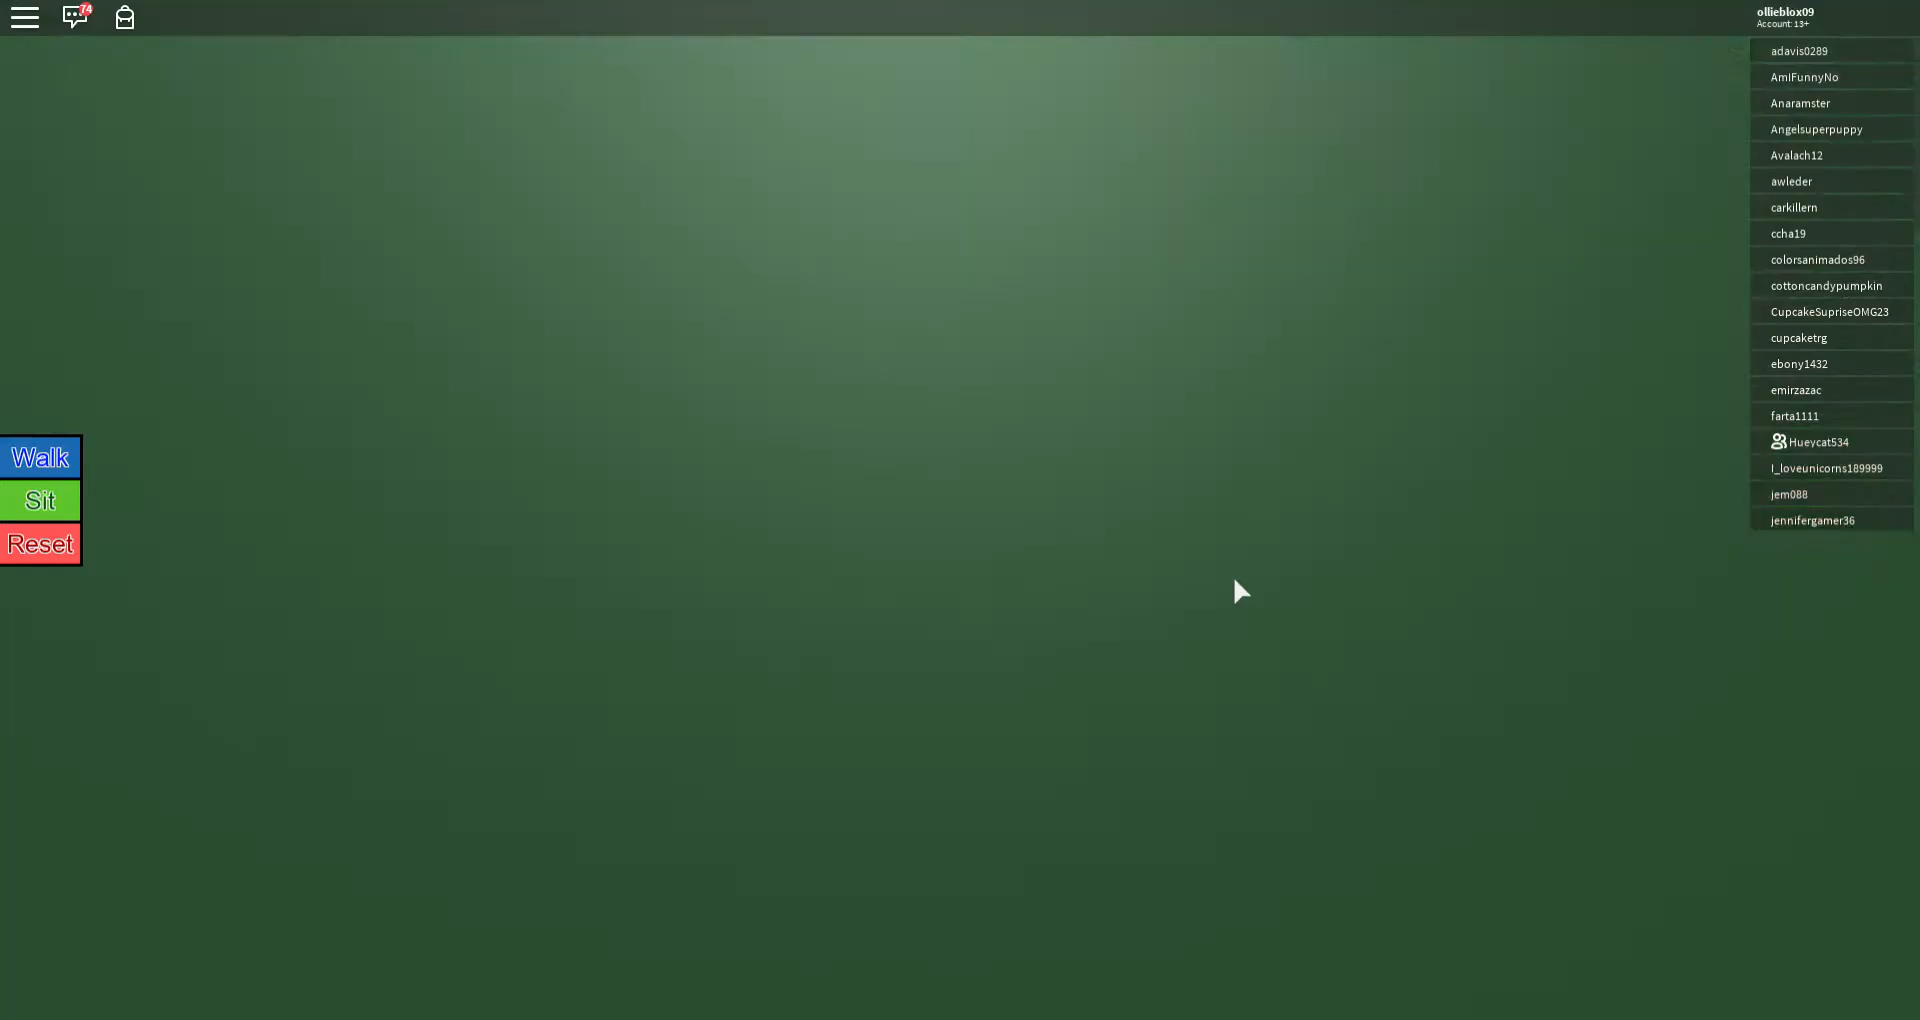 74
ollieblox09
Account: 13+
adavis0289
AmIFunnyNo
Anaramster
Angelsuperpuppy
Avalach12
awleder
carkillern
ccha19
colorsanimados96
cottoncandypumpkin
CupcakeSupriseOMG23
cupcaketrg
ebony1432
emirzazac
farta1111
Hueycat534
I_loveunicorns189999
jem088
jennifergamer36
Walk
Sit
Reset